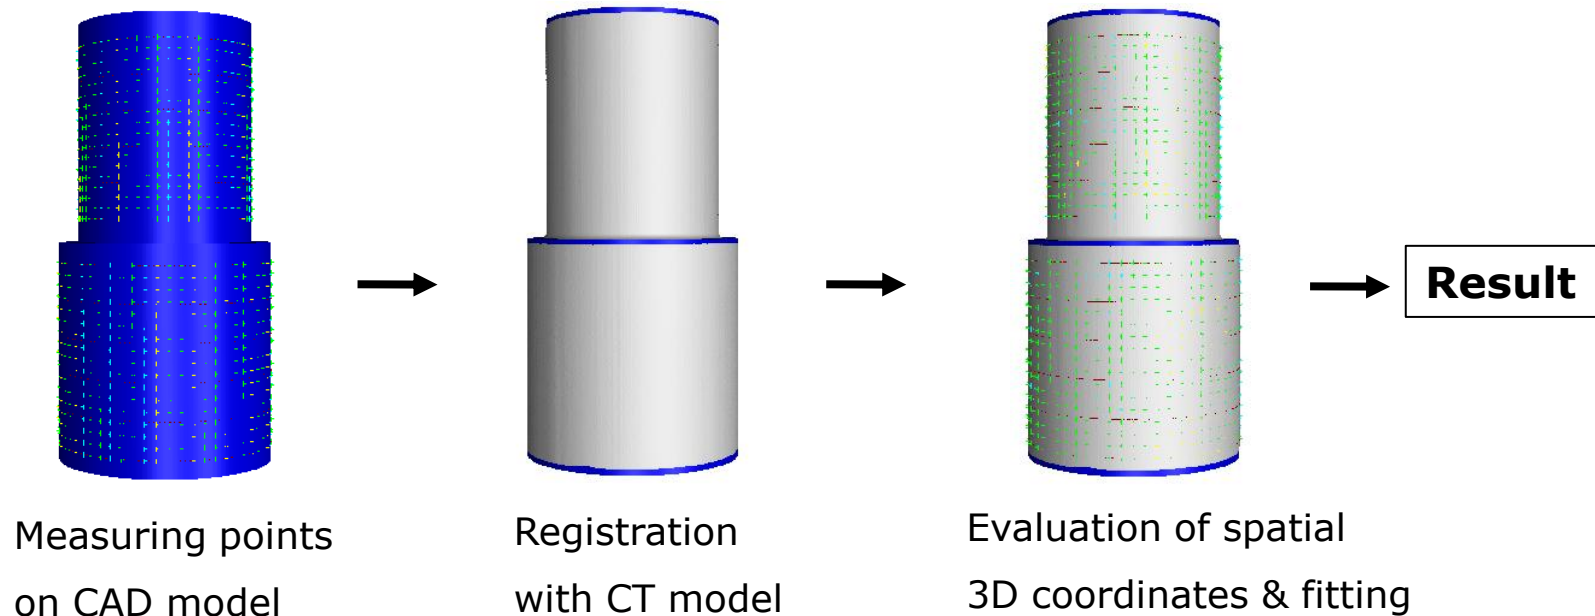 Result
Measuring points
on CAD model
Registration
with CT model
Evaluation of spatial
3D coordinates & fitting